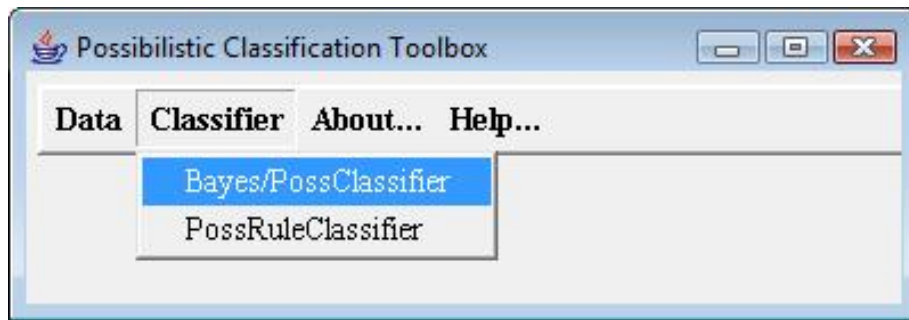 Possibilistic Classification Toolbox
Data Classifier About... Help...
Bayes/PossClassifier
PossRuleClassifier